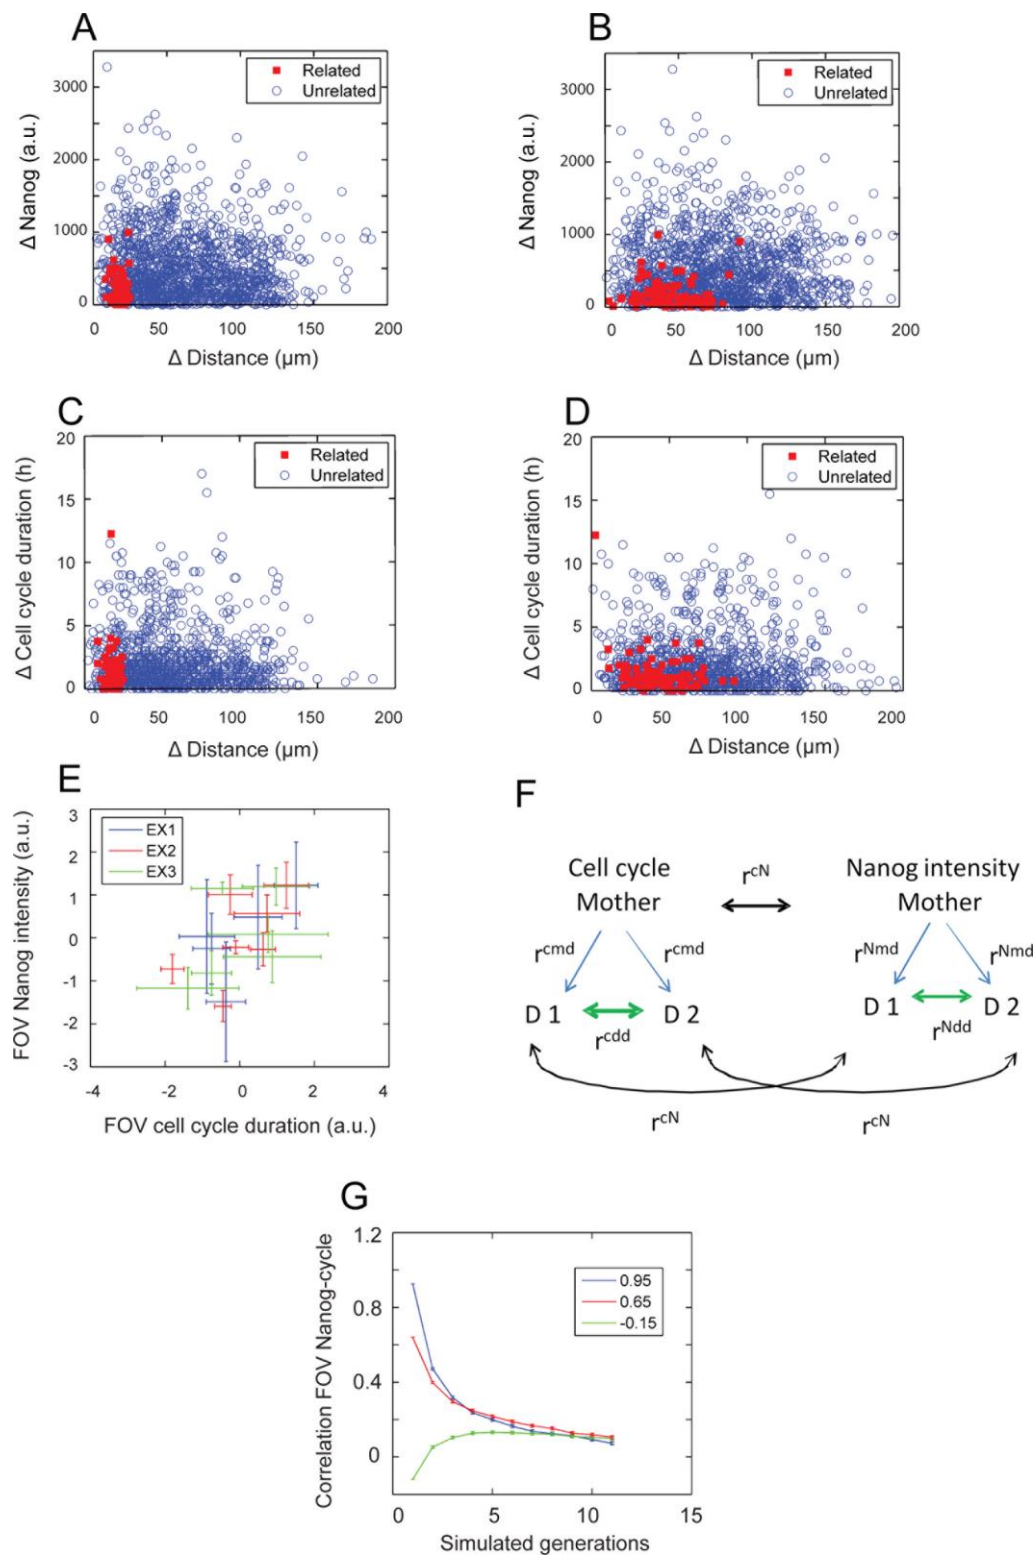 A
Δ Nanog (a.u.)
3000
2000
1000
0
Related
Unrelated
0 50 100 150 200
Δ Distance (µm)
B
Δ Nanog (a.u.)
3000
2000
1000
0
Related
Unrelated
0 50 100 150 200
Δ Distance (µm)
C
Δ Cell cycle duration (h)
20
15
10
5
0
Related
Unrelated
0 50 100 150 200
Δ Distance (µm)
D
Δ Cell cycle duration (h)
20
15
10
5
0
Related
Unrelated
0 50 100 150 200
Δ Distance (µm)
E
FOV Nanog intensity (a.u.)
3
2
1
0
-1
-2
-3
EX1
EX2
EX3
-4 -2 0 2 4
FOV cell cycle duration (a.u.)
F
Cell cycle
Mother
r^cN
Nanog intensity
Mother
r^cmd r^cmd
r^Nmd r^Nmd
D 1 D 2
r^cdd
D 1 D 2
r^Ndd
r^cN r^cN
G
Correlation FOV Nanog-cycle
1.2
0.8
0.4
0
0.95
0.65
-0.15
0 5 10 15
Simulated generations